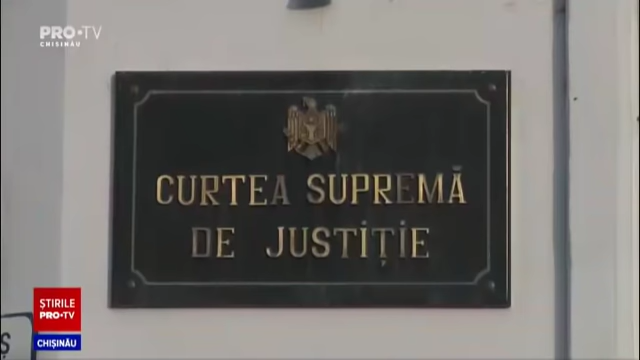 PRO•TV
CHIȘINĂU
CURTEA SUPREMĂ
DE JUSTIȚIE
ȘTIRILE
PRO•TV
CHIȘINĂU
Ș